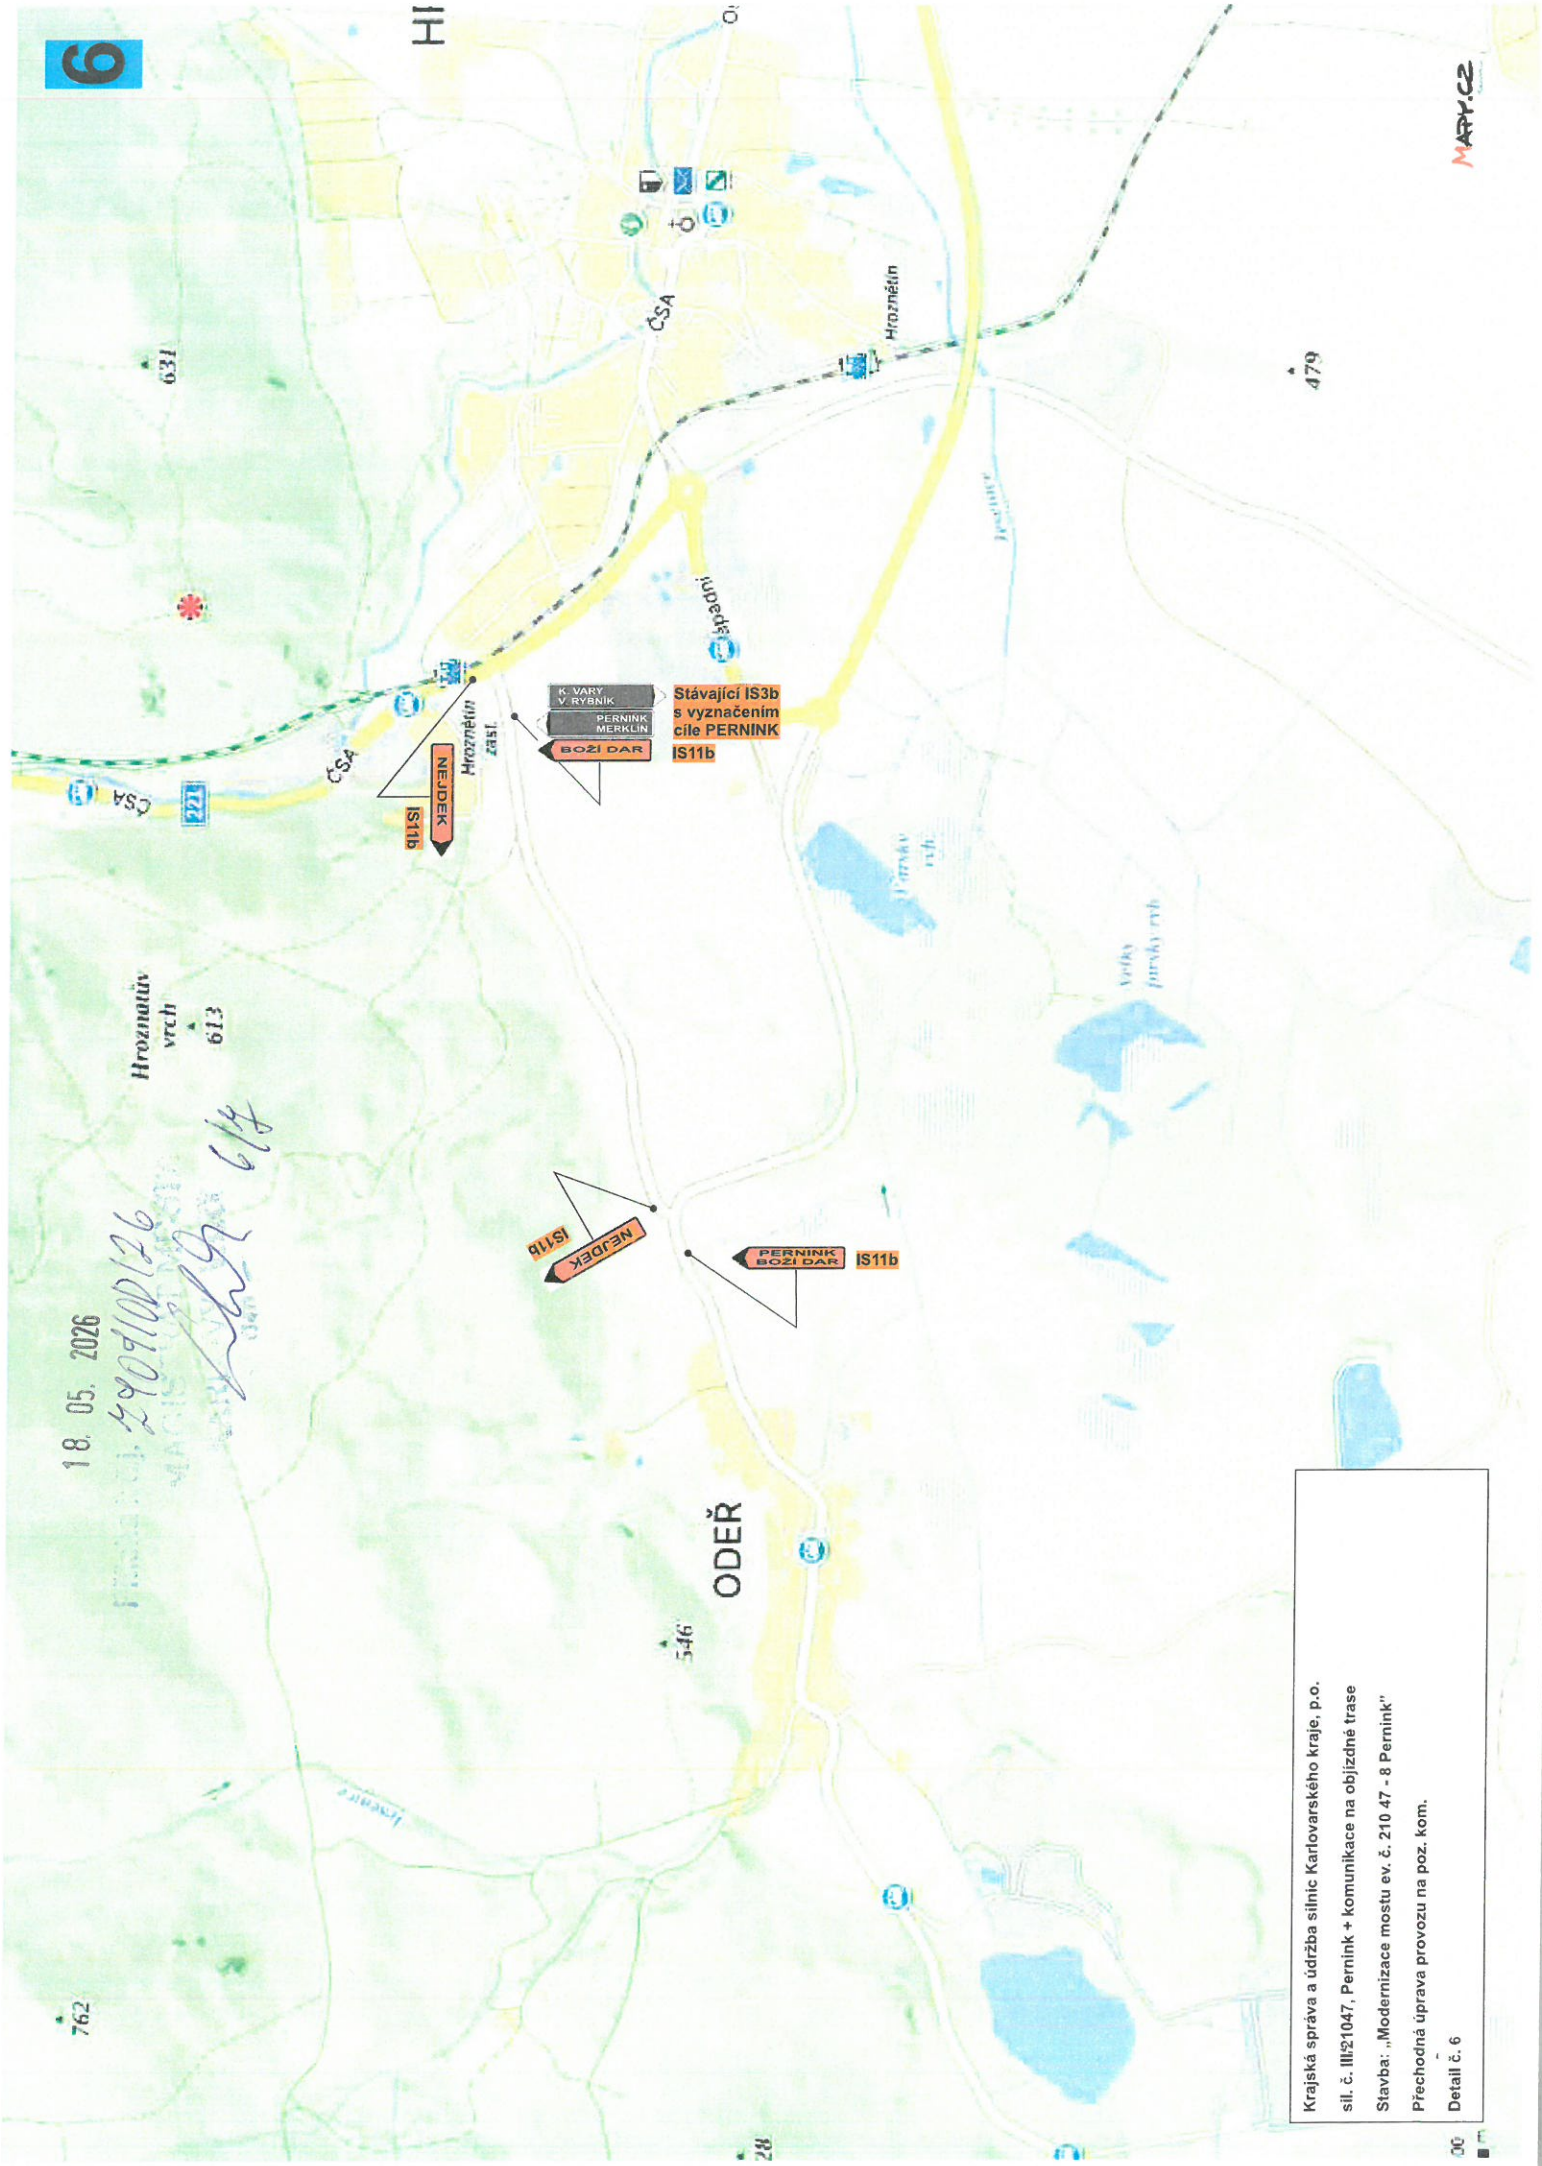 6
HI
631
ČSA
Hroznětín
479
MAPY.CZ
221
ČSA
ČSA
Hroznětín
zast.
NEJDEK
IS11b
K. VARY
V. RYBNÍK
PERNINK
MERKLÍN
BOŽÍ DAR
IS11b
Stávající IS3b
s vyznačením
cíle PERNINK
Hroznatův
vrch
613
Velký
18. 05. 2026
6/7
NEJDEK
IS11b
PERNINK
BOŽÍ DAR
IS11b
ODEŘ
546
762
Krajská správa a údržba silnic Karlovarského kraje, p.o.
sil. č. III/21047, Pernink + komunikace na objízdné trase
Stavba: „Modernizace mostu ev. č. 210 47 - 8 Pernink"
Přechodná úprava provozu na poz. kom.
Detail č. 6